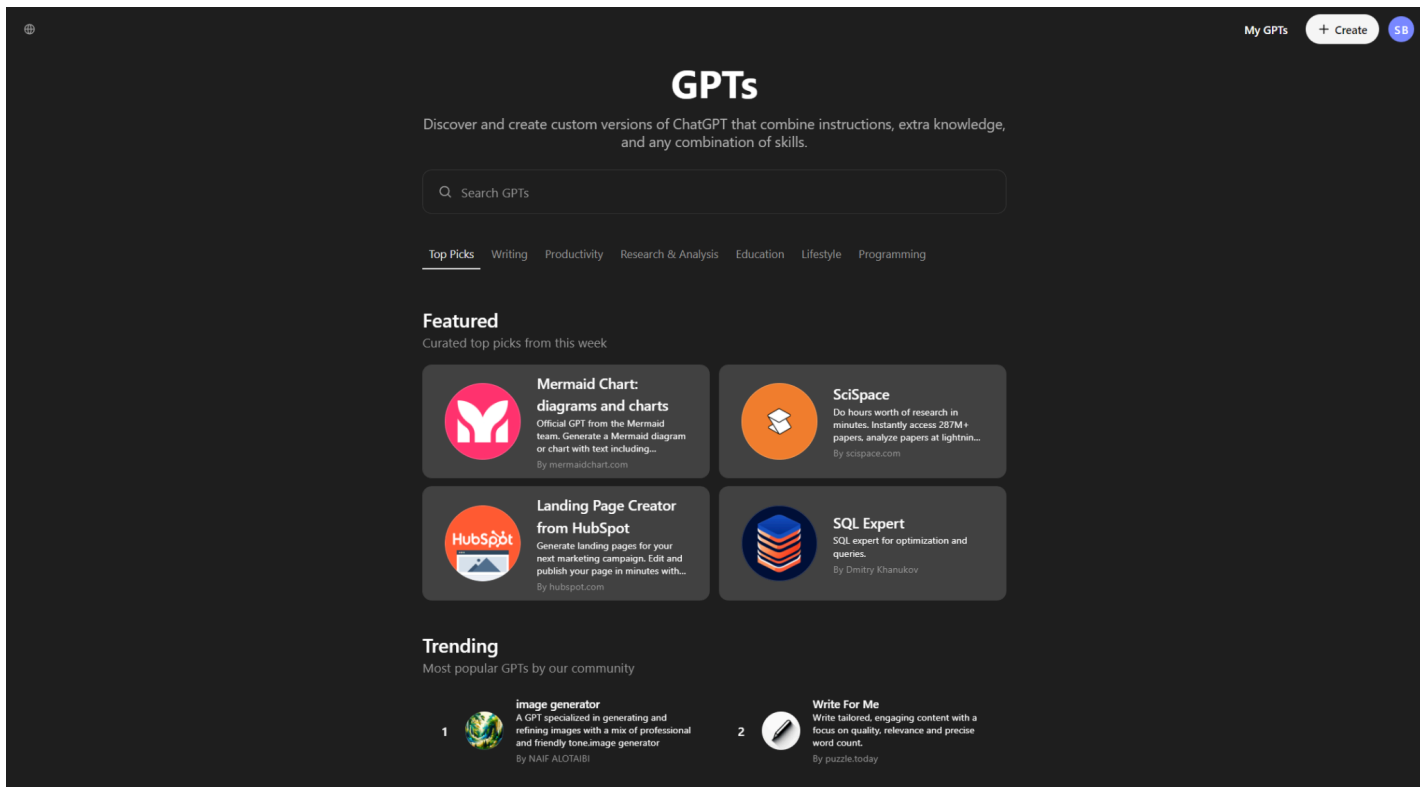 My GPTs
+ Create
SB
GPTs
Discover and create custom versions of ChatGPT that combine instructions, extra knowledge,
and any combination of skills.
Search GPTs
Top Picks Writing Productivity Research & Analysis Education Lifestyle Programming
Featured
Curated top picks from this week
Mermaid Chart:
diagrams and charts
Official GPT from the Mermaid
team. Generate a Mermaid diagram
or chart with text including...
By mermaidchart.com
SciSpace
Do hours worth of research in
minutes. Instantly access 287M+
papers, analyze papers at lightnin...
By scispace.com
HubSpot
Landing Page Creator
from HubSpot
Generate landing pages for your
next marketing campaign. Edit and
publish your page in minutes with...
By hubspot.com
SQL Expert
SQL expert for optimization and
queries.
By Dmitry Khanukov
Trending
Most popular GPTs by our community
1
image generator
A GPT specialized in generating and
refining images with a mix of professional
and friendly tone.image generator
By NAIF ALOTAIBI
2
Write For Me
Write tailored, engaging content with a
focus on quality, relevance and precise
word count.
By puzzle.today